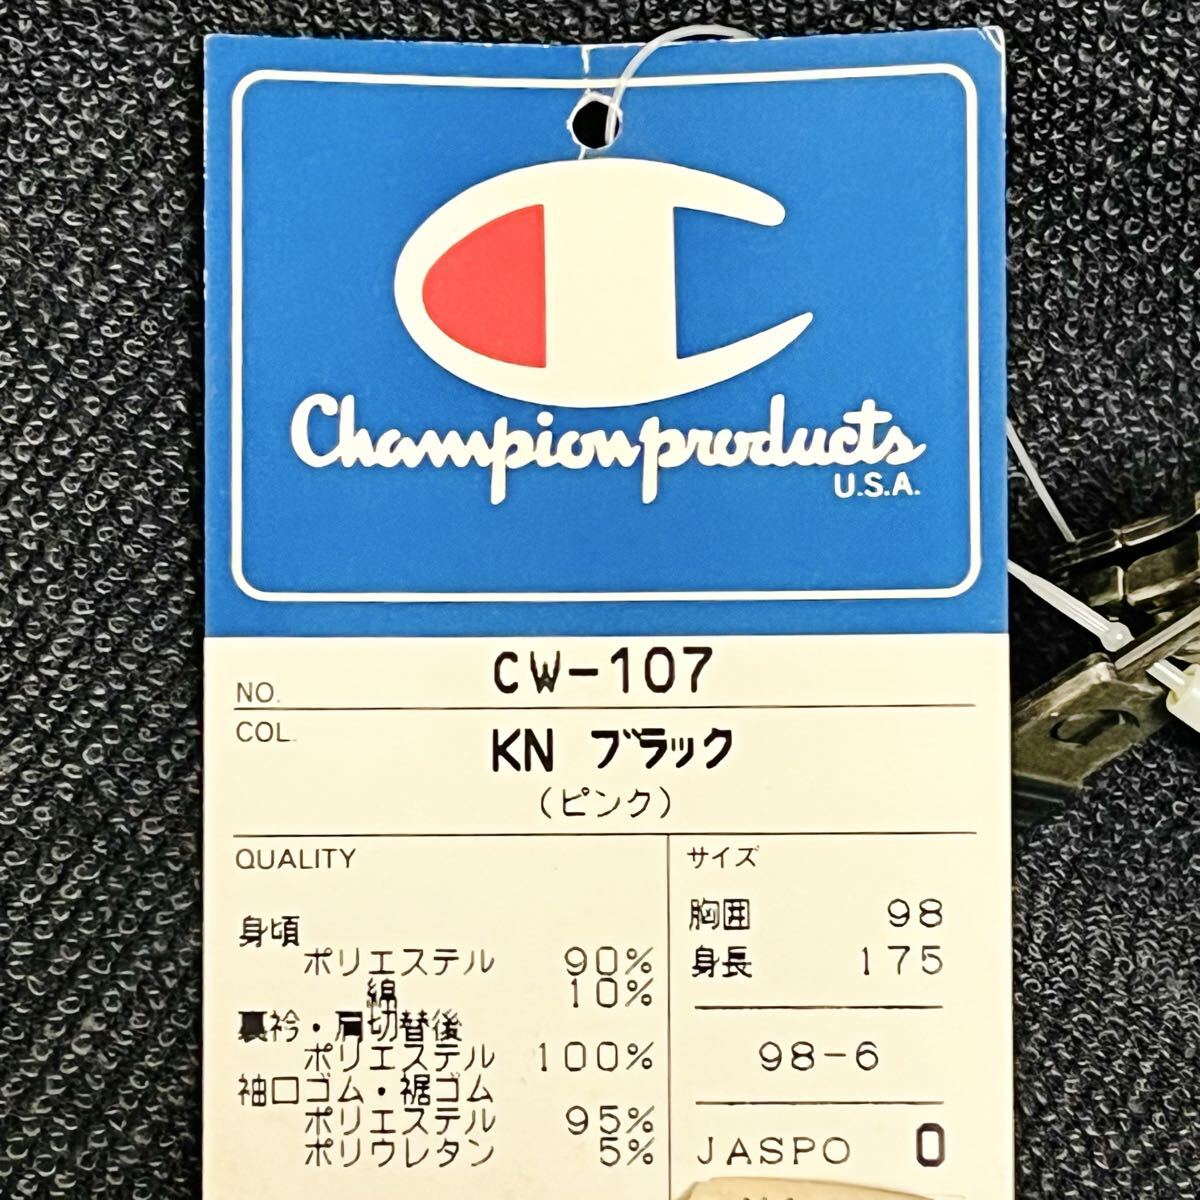 Championproducts
U.S.A.
NO. CW-107
COL. KN ブラック
(ピンク)
QUALITY
身頃
ポリエステル 90%
綿 10%
裏衿・肩切替後
ポリエステル 100%
袖口ゴム・裾ゴム
ポリエステル 95%
ポリウレタン 5%
サイズ
胸囲 98
身長 175
98-6
JASPO O